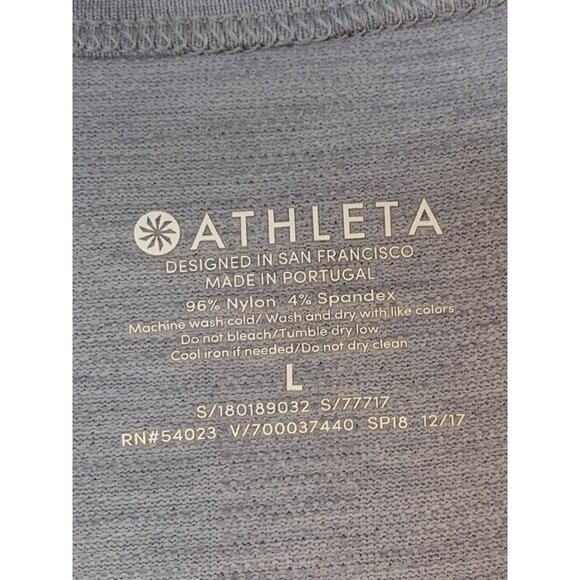 ATHLETA
DESIGNED IN SAN FRANCISCO
MADE IN PORTUGAL
96% Nylon 4% Spandex
Machine wash cold/ Wash and dry with like colors
Do not bleach/Tumble dry low
Cool iron if needed/Do not dry clean
L
S/180189032 S/77717
RN#54023 V/700037440 SP18 12/17